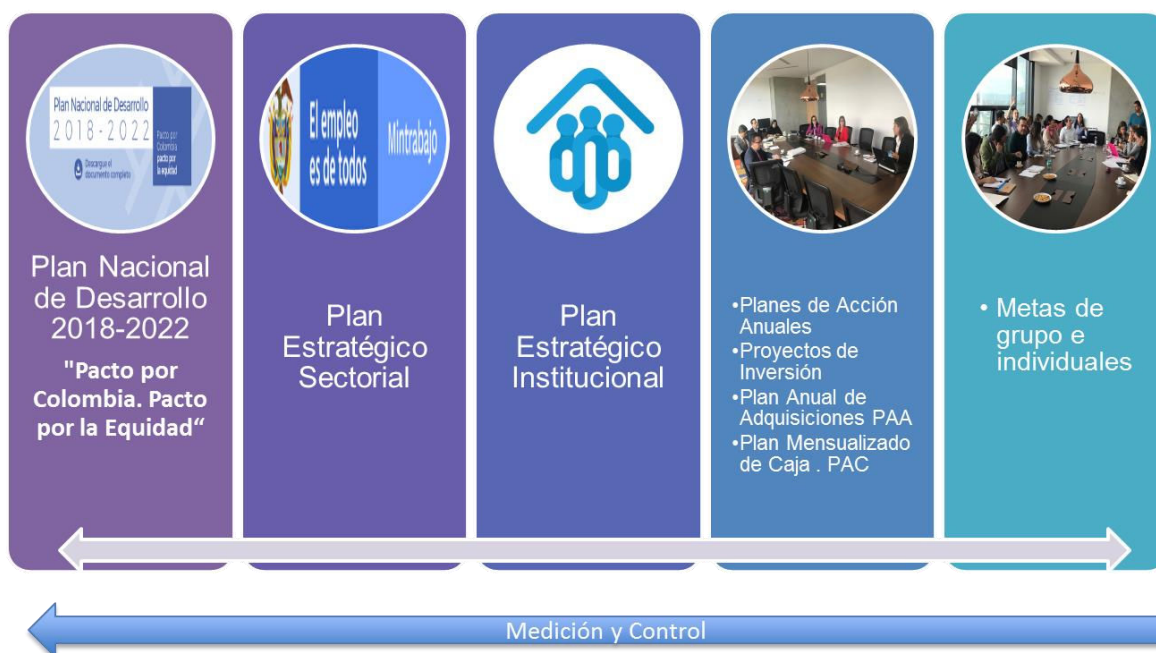 Plan Nacional de Desarrollo
2018-2022
Descargue el
documento completo
Pacto por
Colombia
pacto por
la equidad
Plan Nacional
de Desarrollo
2018-2022
"Pacto por
Colombia. Pacto
por la Equidad“
El empleo
es de todos
Mintrabajo
Plan
Estratégico
Sectorial
Plan
Estratégico
Institucional
•Planes de Acción
Anuales
•Proyectos de
Inversión
•Plan Anual de
Adquisiciones PAA
•Plan Mensualizado
de Caja . PAC
• Metas de
grupo e
individuales
Medición y Control